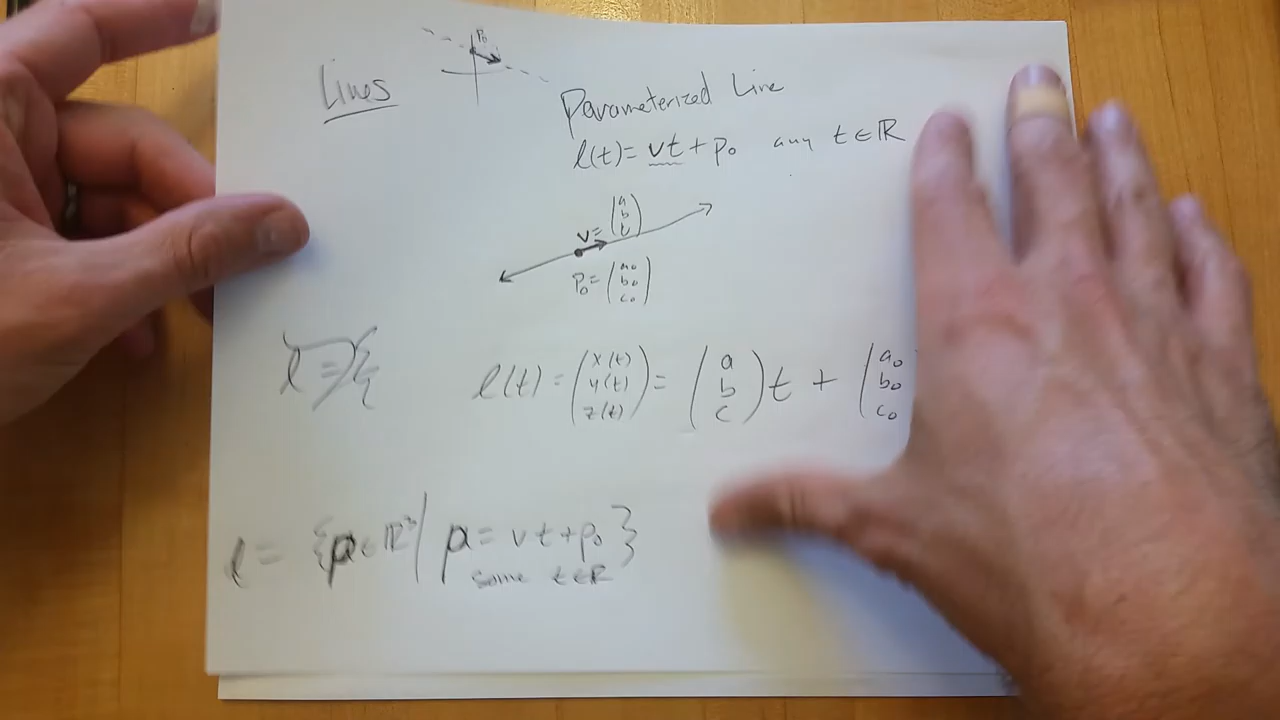 P₀
Lines
Parameterized Line
l(t) = vt + p₀ any t ∈ ℝ
v = (a b c)
P₀ = (a₀ b₀ c₀)
l = {
l(t) = (x(t) y(t) z(t)) = (a b c) t + (a₀ b₀ c₀
l = {p ∈ ℝ³ | p = vt + p₀}
some t ∈ ℝ